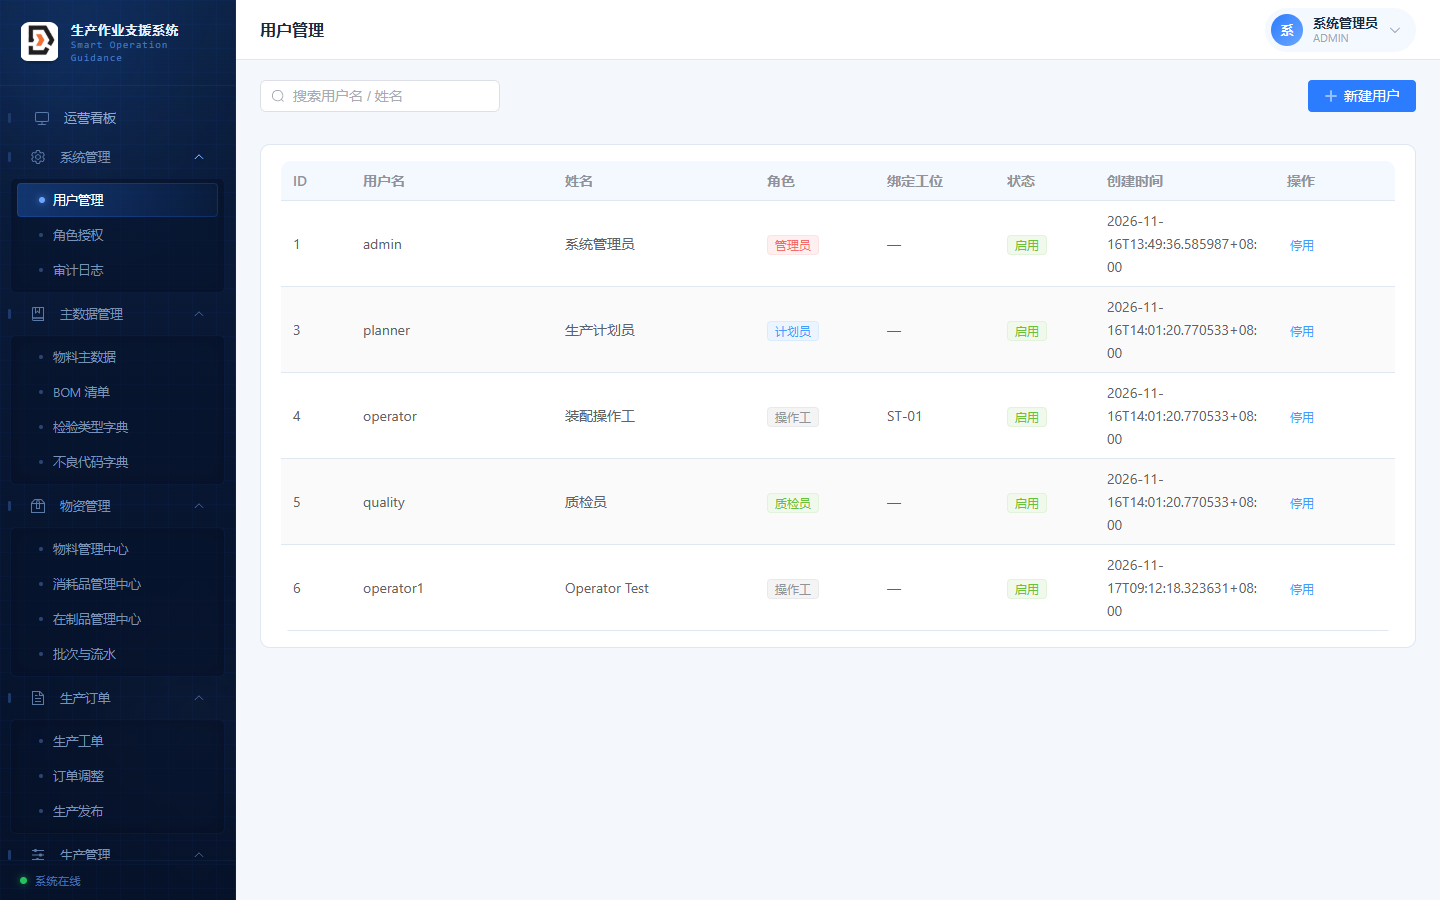 生产作业支援系统
Smart Operation
Guidance
运营看板
系统管理
用户管理
角色授权
审计日志
主数据管理
物料主数据
BOM 清单
检验类型字典
不良代码字典
物资管理
物料管理中心
消耗品管理中心
在制品管理中心
批次与流水
生产订单
生产工单
订单调整
生产发布
生产管理
系统在线
用户管理
系
系统管理员
ADMIN
搜索用户名 / 姓名
新建用户
ID 用户名 姓名 角色 绑定工位 状态 创建时间 操作
1 admin 系统管理员 管理员 — 启用 2026-11-
16T13:49:36.585987+08:
00 停用
3 planner 生产计划员 计划员 — 启用 2026-11-
16T14:01:20.770533+08:
00 停用
4 operator 装配操作工 操作工 ST-01 启用 2026-11-
16T14:01:20.770533+08:
00 停用
5 quality 质检员 质检员 — 启用 2026-11-
16T14:01:20.770533+08:
00 停用
6 operator1 Operator Test 操作工 — 启用 2026-11-
17T09:12:18.323631+08:
00 停用